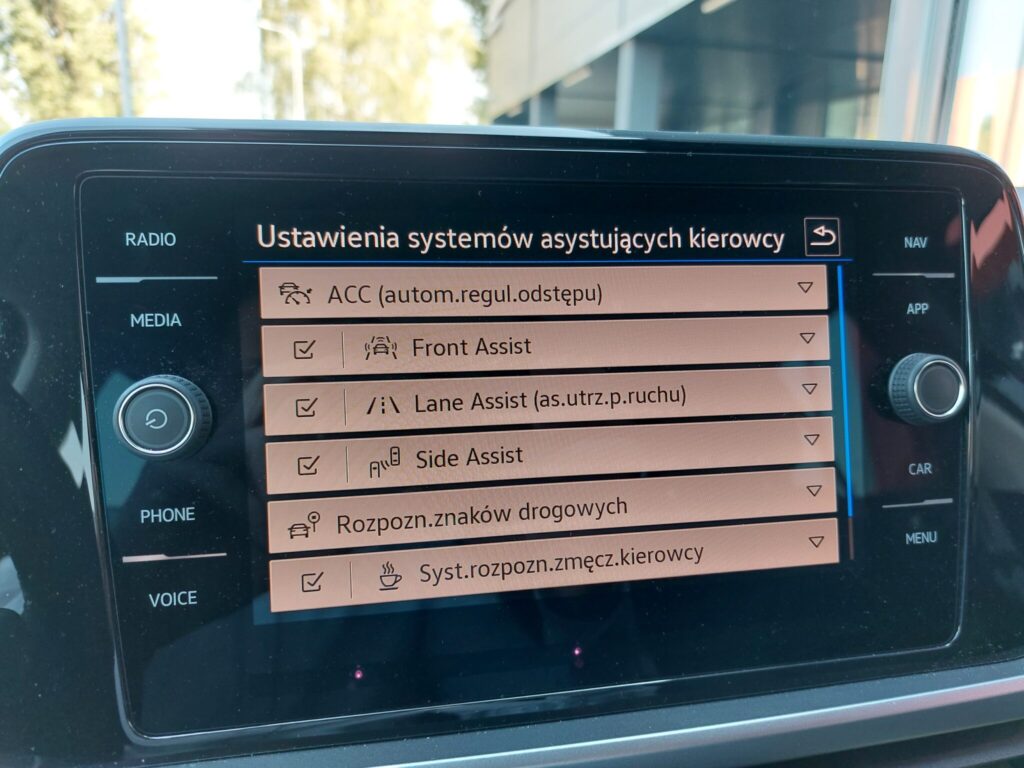 RADIO
MEDIA
PHONE
VOICE
Ustawienia systemów asystujących kierowcy
ACC (autom.regul.odstępu)
Front Assist
Lane Assist (as.utrz.p.ruchu)
Side Assist
Rozpozn.znaków drogowych
Syst.rozpozn.zmęcz.kierowcy
NAV
APP
CAR
MENU